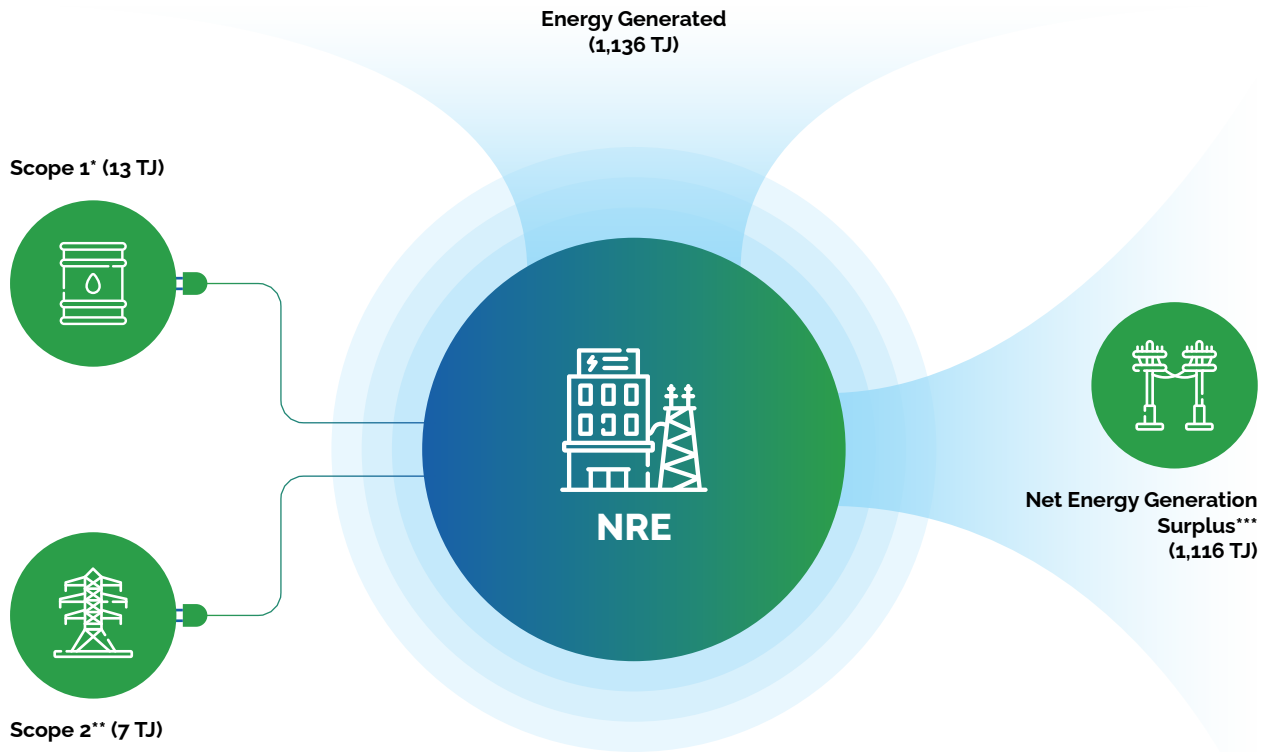 Energy Generated
(1,136 TJ)
Scope 1* (13 TJ)
NRE
Net Energy Generation
Surplus***
(1,116 TJ)
Scope 2** (7 TJ)